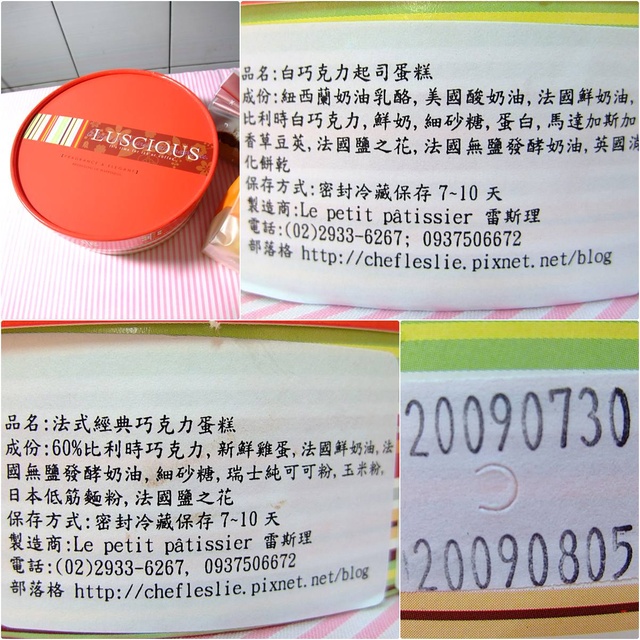 LUSCIOUS
品名:白巧克力起司蛋糕
成份:紐西蘭奶油乳酪,美國酸奶油,法國鮮奶油,
比利時白巧克力,鮮奶,細砂糖,蛋白,馬達加斯加
香草豆莢,法國鹽之花,法國無鹽發酵奶油,英國消
化餅乾
保存方式:密封冷藏保存 7~10 天
製造商:Le petit pâtissier 雷斯理
電話:(02)2933-6267; 0937506672
部落格 http://chefleslie.pixnet.net/blog
品名:法式經典巧克力蛋糕
成份:60%比利時巧克力,新鮮雞蛋,法國鮮奶油,法
國無鹽發酵奶油,細砂糖,瑞士純可可粉,玉米粉,
日本低筋麵粉,法國鹽之花
保存方式:密封冷藏保存 7~10 天
製造商:Le petit pâtissier 雷斯理
電話:(02)2933-6267, 0937506672
部落格 http://chefleslie.pixnet.net/blog
20090730
20090805